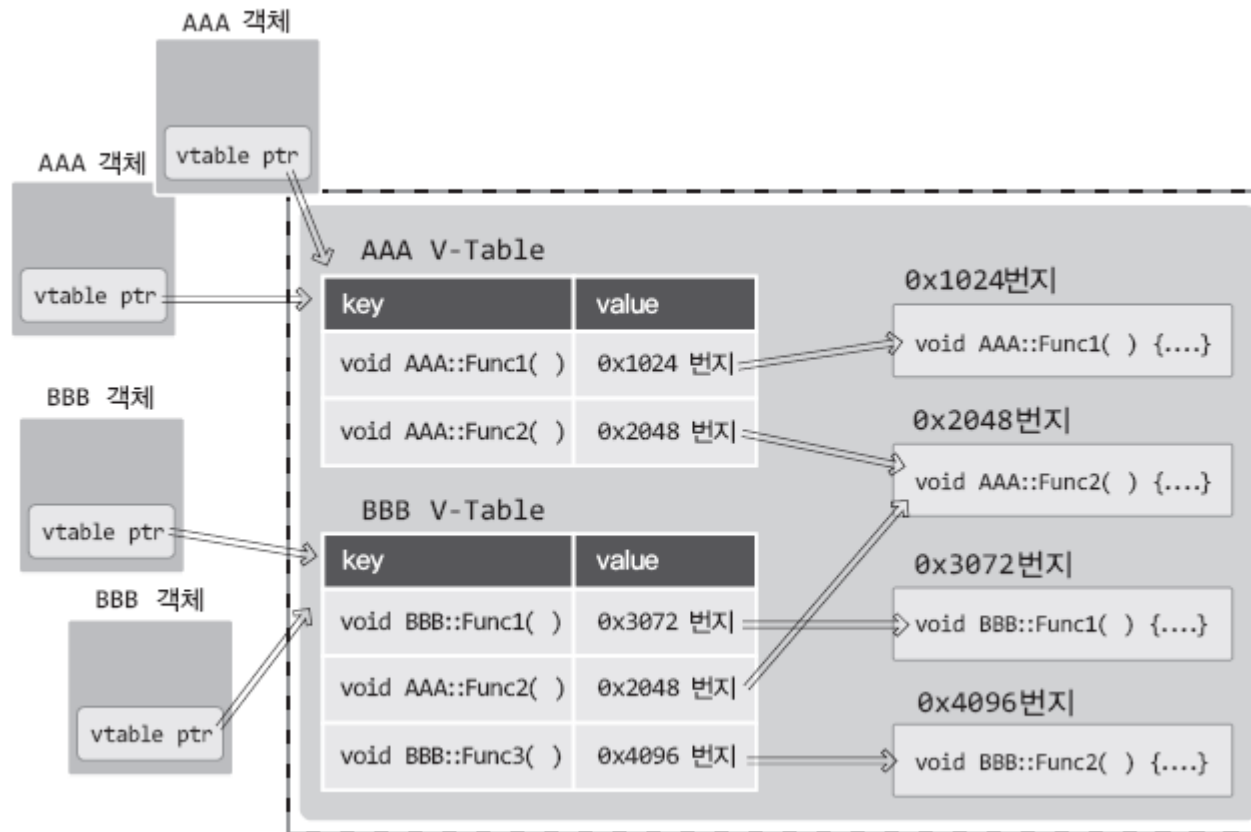 AAA 객체
vtable ptr
AAA 객체
vtable ptr
BBB 객체
vtable ptr
BBB 객체
vtable ptr
AAA V-Table
key value
void AAA::Func1( ) 0x1024 번지
void AAA::Func2( ) 0x2048 번지
BBB V-Table
key value
void BBB::Func1( ) 0x3072 번지
void AAA::Func2( ) 0x2048 번지
void BBB::Func3( ) 0x4096 번지
0x1024번지
void AAA::Func1( ) {....}
0x2048번지
void AAA::Func2( ) {....}
0x3072번지
void BBB::Func1( ) {....}
0x4096번지
void BBB::Func2( ) {....}